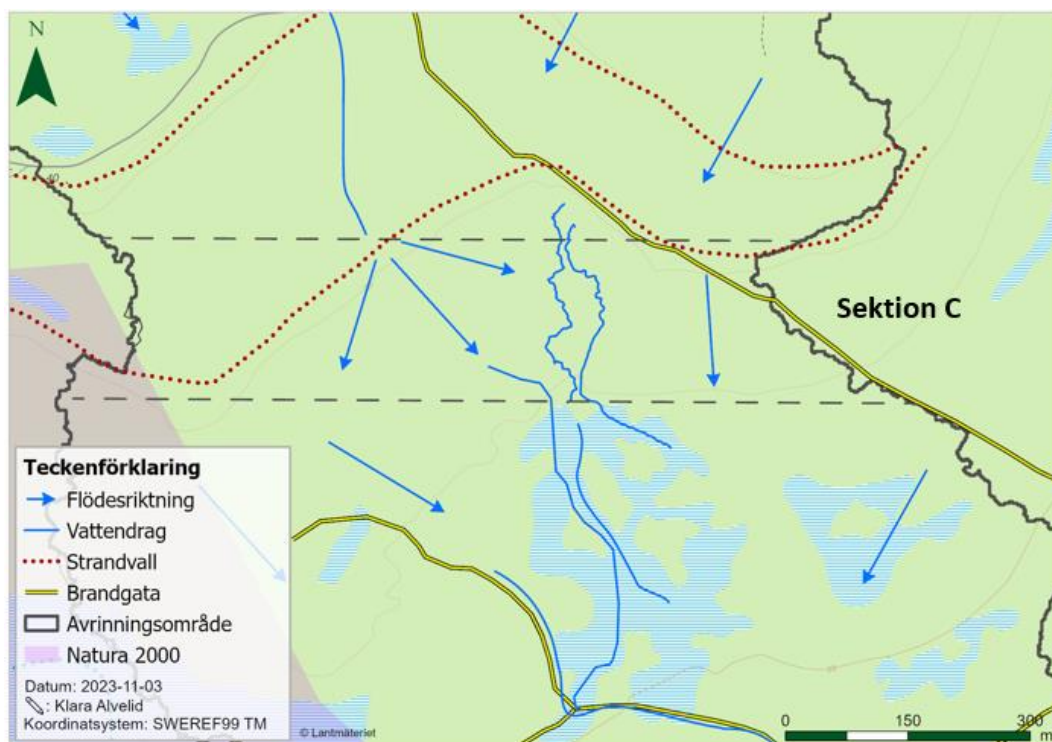 N
40
Sektion C
Teckenförklaring
Flödesriktning
Vattendrag
Strandvall
Brandgata
Avrinningsområde
Natura 2000
Datum: 2023-11-03
: Klara Alvelid
Koordinatsystem: SWEREF99 TM
© Lantmäteriet
0 150 300
m